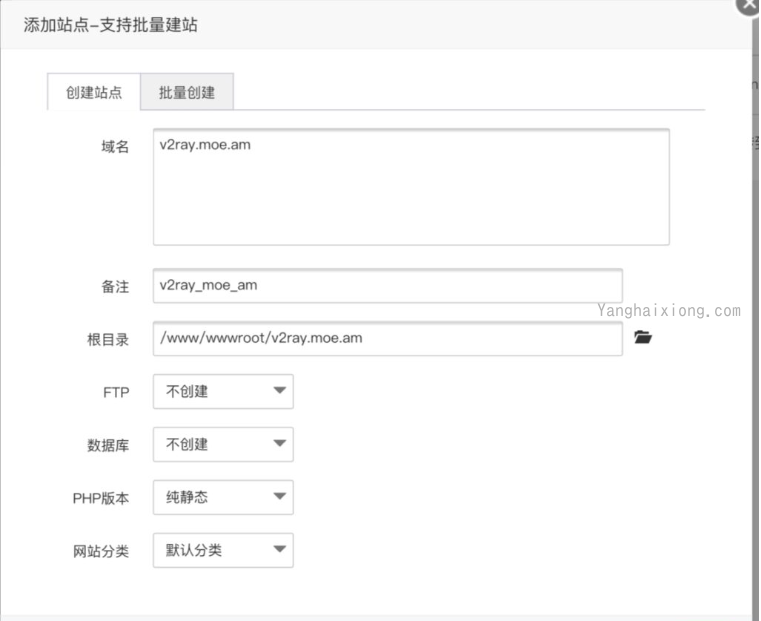 添加站点-支持批量建站
创建站点 批量创建
域名 v2ray.moe.am
备注 v2ray_moe_am
Yanghaixiong.com
根目录 /www/wwwroot/v2ray.moe.am
FTP 不创建
数据库 不创建
PHP版本 纯静态
网站分类 默认分类